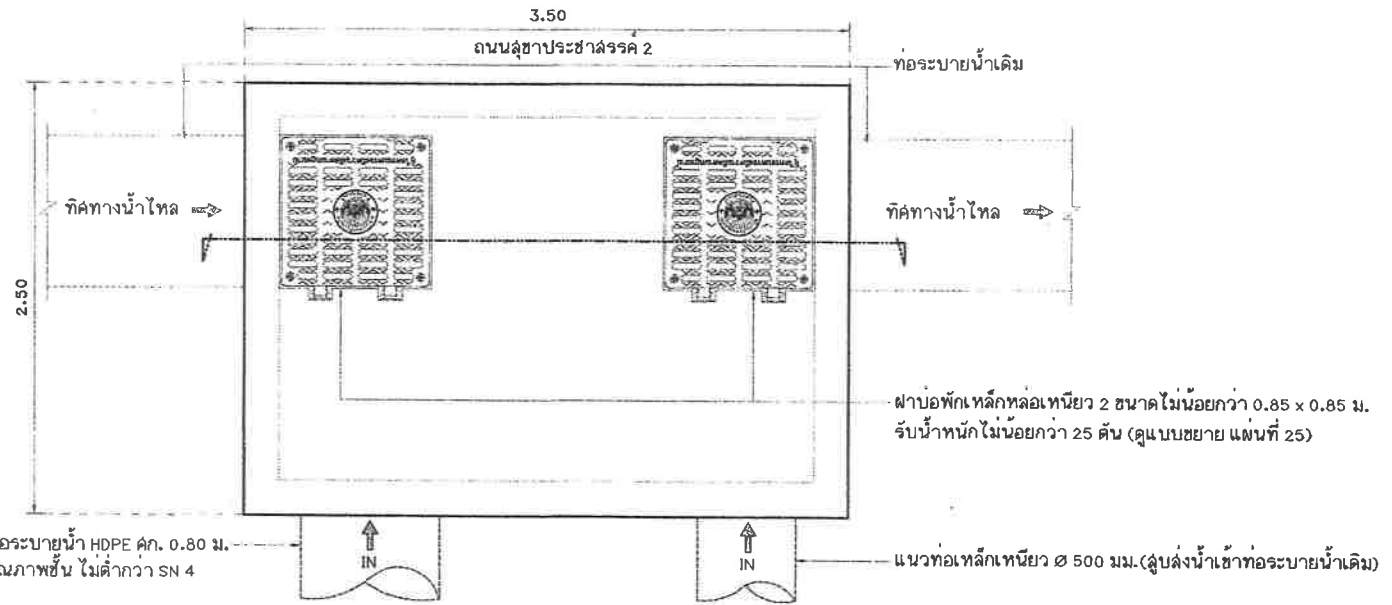 3.50
ถนนสุขาประชาสรรค์ 2
ท่อระบายน้ำเดิม
ทิศทางน้ำไหล
ทิศทางน้ำไหล
2.50
ฝาบ่อพักเหล็กหล่อเหนียว 2 ขนาดไม่น้อยกว่า 0.85 x 0.85 ม.
รับน้ำหนักไม่น้อยกว่า 25 ตัน (ดูแบบขยาย แผ่นที่ 25)
อระบายน้ำ HDPE ศก. 0.80 ม.
ณภาพชั้น ไม่ต่ำกว่า SN 4
IN
IN
แนวท่อเหล็กเหนียว Ø 500 มม.(สูบส่งน้ำเข้าท่อระบายน้ำเดิม)